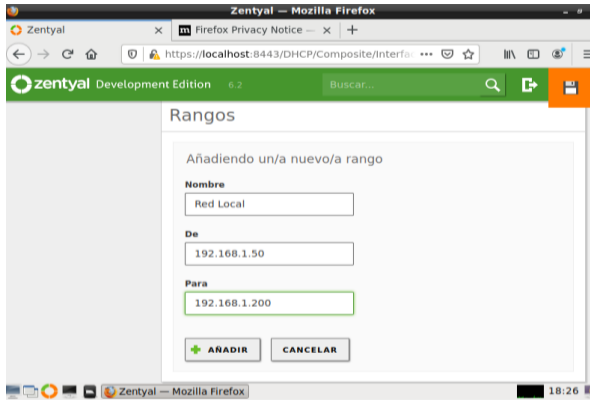 Zentyal — Mozilla Firefox
Zentyal
Firefox Privacy Notice —
https://localhost:8443/DHCP/Composite/Interfa
zentyal Development Edition 6.2
Buscar...
Rangos
Añadiendo un/a nuevo/a rango
Nombre
Red Local
De
192.168.1.50
Para
192.168.1.200
AÑADIR
CANCELAR
Zentyal — Mozilla Firefox
18:26